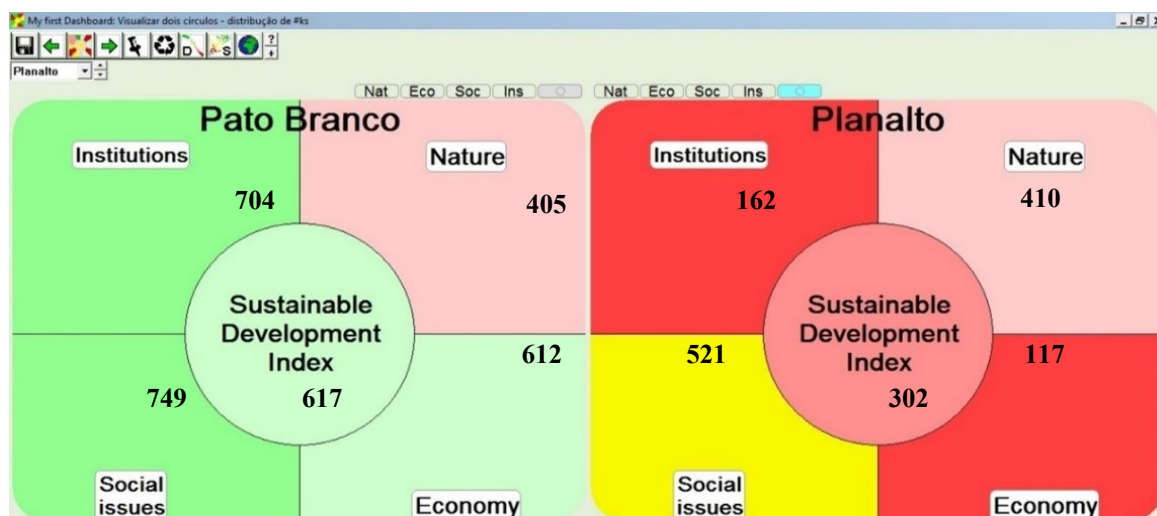 My first Dashboard: Visualizar dois círculos - distribuição de #ks
D
S
?
Planalto
Nat Eco Soc Ins
Nat Eco Soc Ins
Pato Branco
Institutions
Nature
704
405
Sustainable
Development
Index
617
612
749
Social
issues
Economy
Planalto
Institutions
Nature
162
410
Sustainable
Development
Index
302
521
117
Social
issues
Economy